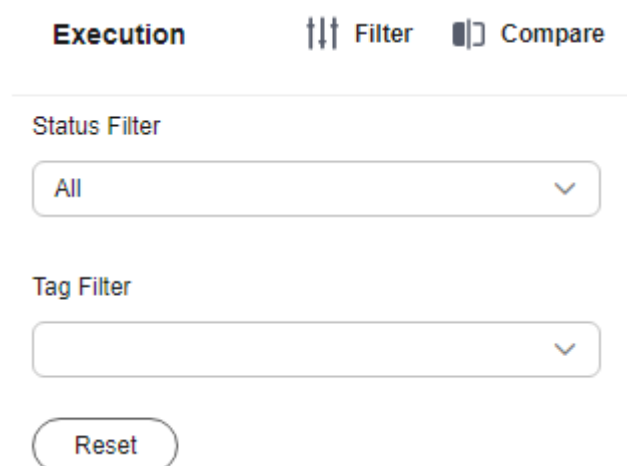 Execution Filter Compare
Status Filter
All
Tag Filter
Reset